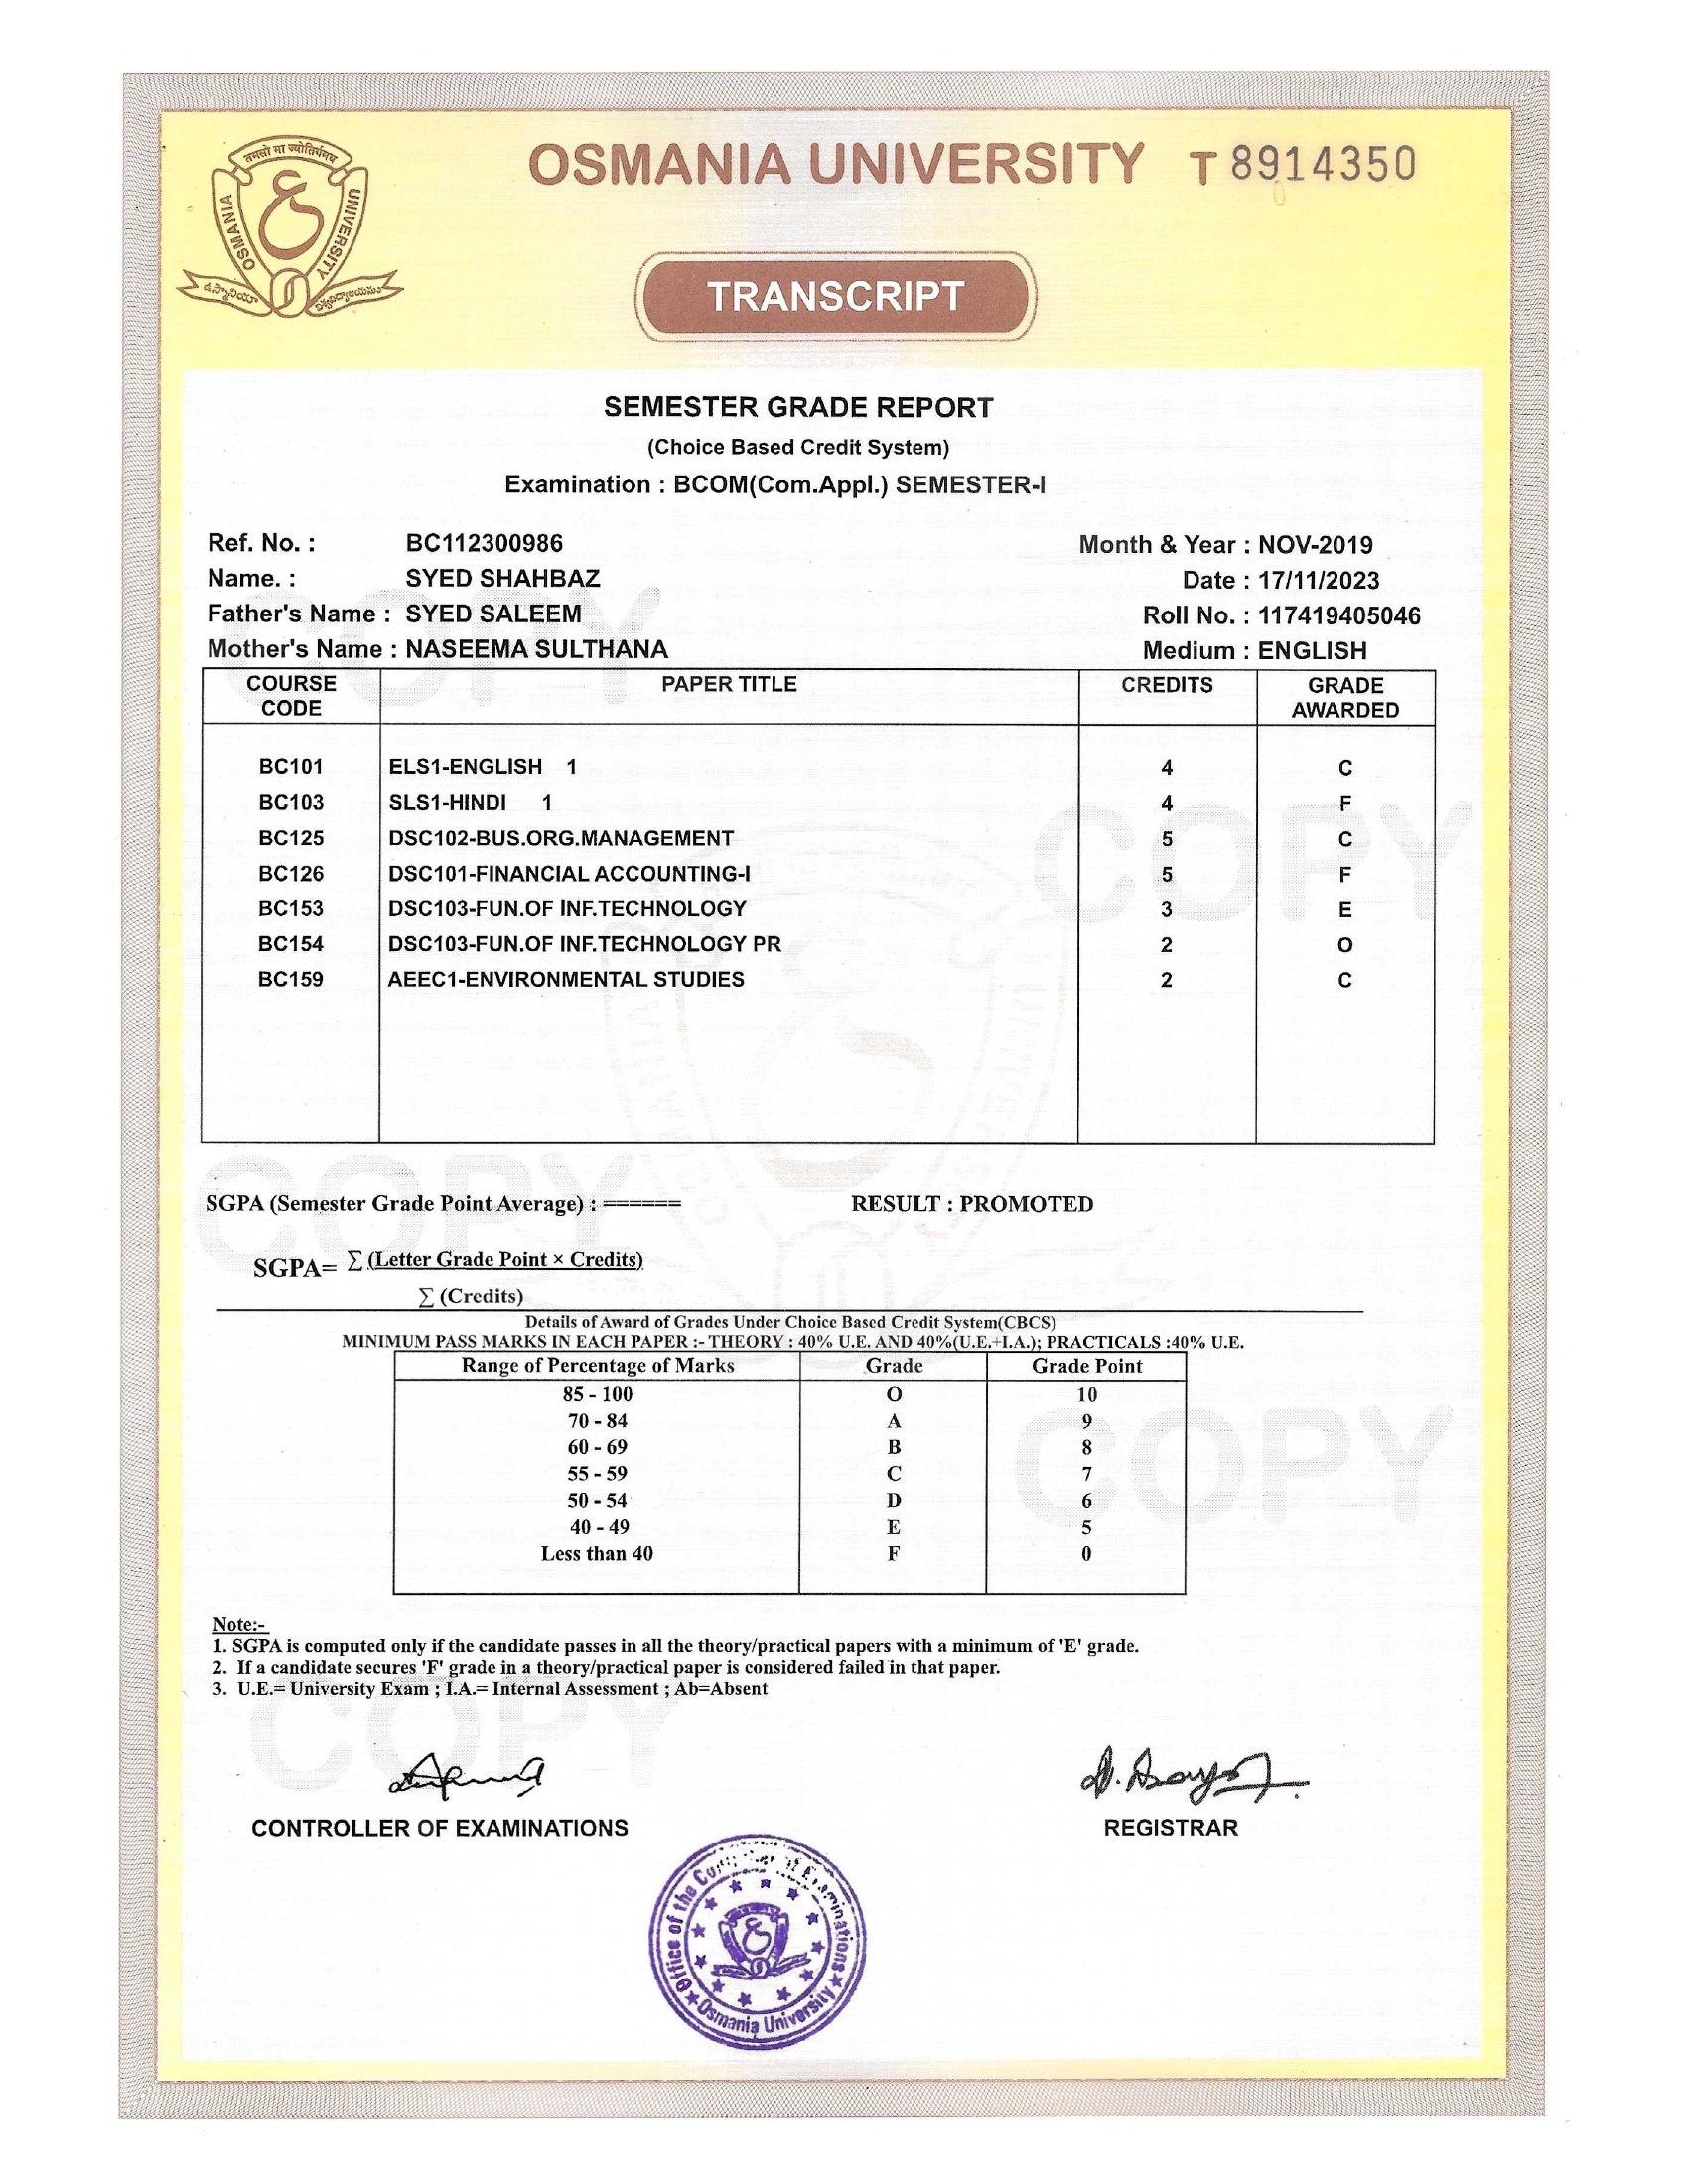 तमसो मा ज्योतिर्गमय
OSMANIA UNIVERSITY
ఉస్మానియా విశ్వవిద్యాలయము
OSMANIA UNIVERSITY T 8914350
TRANSCRIPT
SEMESTER GRADE REPORT
(Choice Based Credit System)
Examination : BCOM(Com.Appl.) SEMESTER-I
Ref. No. : BC112300986 Month & Year : NOV-2019
Name. : SYED SHAHBAZ Date : 17/11/2023
Father's Name : SYED SALEEM Roll No. : 117419405046
Mother's Name : NASEEMA SULTHANA Medium : ENGLISH
COURSE CODE PAPER TITLE CREDITS GRADE AWARDED
BC101 ELS1-ENGLISH 1 4 C
BC103 SLS1-HINDI 1 4 F
BC125 DSC102-BUS.ORG.MANAGEMENT 5 C
BC126 DSC101-FINANCIAL ACCOUNTING-I 5 F
BC153 DSC103-FUN.OF INF.TECHNOLOGY 3 E
BC154 DSC103-FUN.OF INF.TECHNOLOGY PR 2 O
BC159 AEEC1-ENVIRONMENTAL STUDIES 2 C
COPY
COPY
COPY
SGPA (Semester Grade Point Average) : ====== RESULT : PROMOTED
SGPA= ∑ (Letter Grade Point × Credits)
∑ (Credits)
Details of Award of Grades Under Choice Based Credit System(CBCS)
MINIMUM PASS MARKS IN EACH PAPER :- THEORY : 40% U.E. AND 40%(U.E.+I.A.); PRACTICALS :40% U.E.
Range of Percentage of Marks Grade Grade Point
85 - 100 O 10
70 - 84 A 9
60 - 69 B 8
55 - 59 C 7
50 - 54 D 6
40 - 49 E 5
Less than 40 F 0
COPY
Note:-
1. SGPA is computed only if the candidate passes in all the theory/practical papers with a minimum of 'E' grade.
2. If a candidate secures 'F' grade in a theory/practical paper is considered failed in that paper.
3. U.E.= University Exam ; I.A.= Internal Assessment ; Ab=Absent
COPY
CONTROLLER OF EXAMINATIONS REGISTRAR
Office of the Controller of Examinations
Osmania University